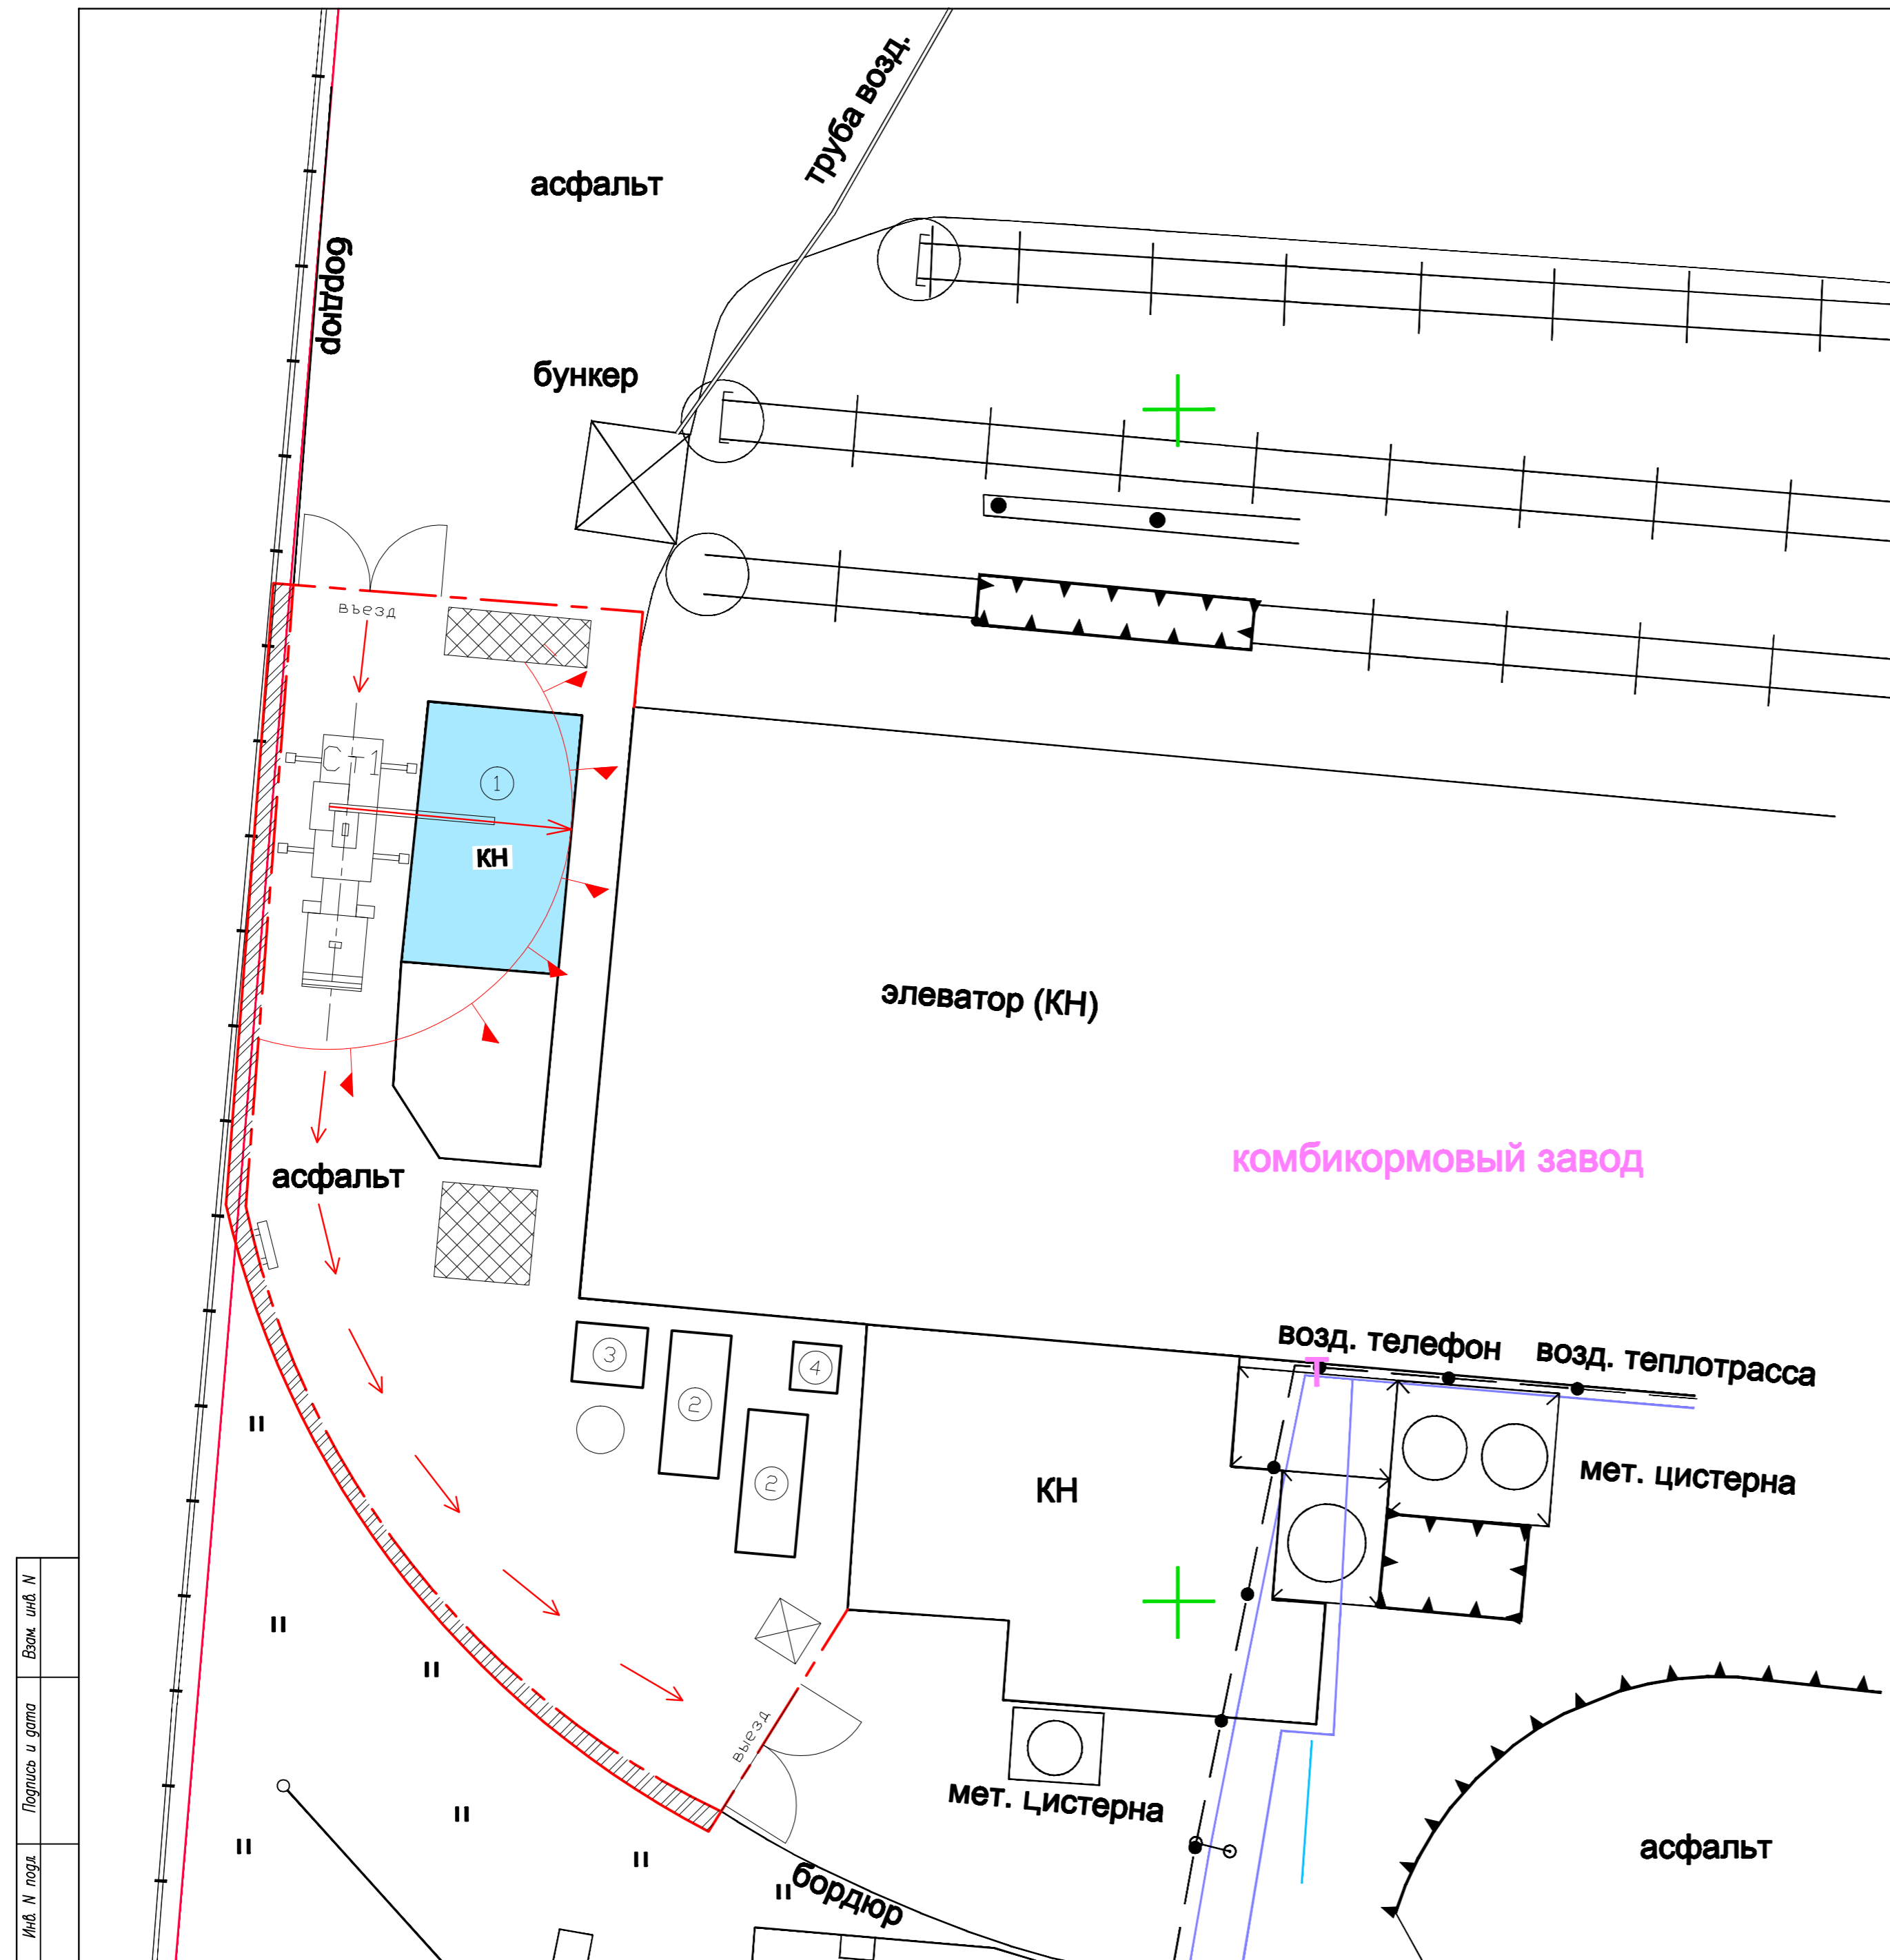 труба возд.
асфальт
бордюр
бункер
въезд
СТ1
1
КН
элеватор (КН)
комбикормовый завод
асфальт
возд. телефон
возд. теплотрасса
Т
3
4
2
2
КН
мет. цистерна
выезд
мет. цистерна
асфальт
бордюр
Взам. инв. N
Подпись и дата
Инв. N подл.